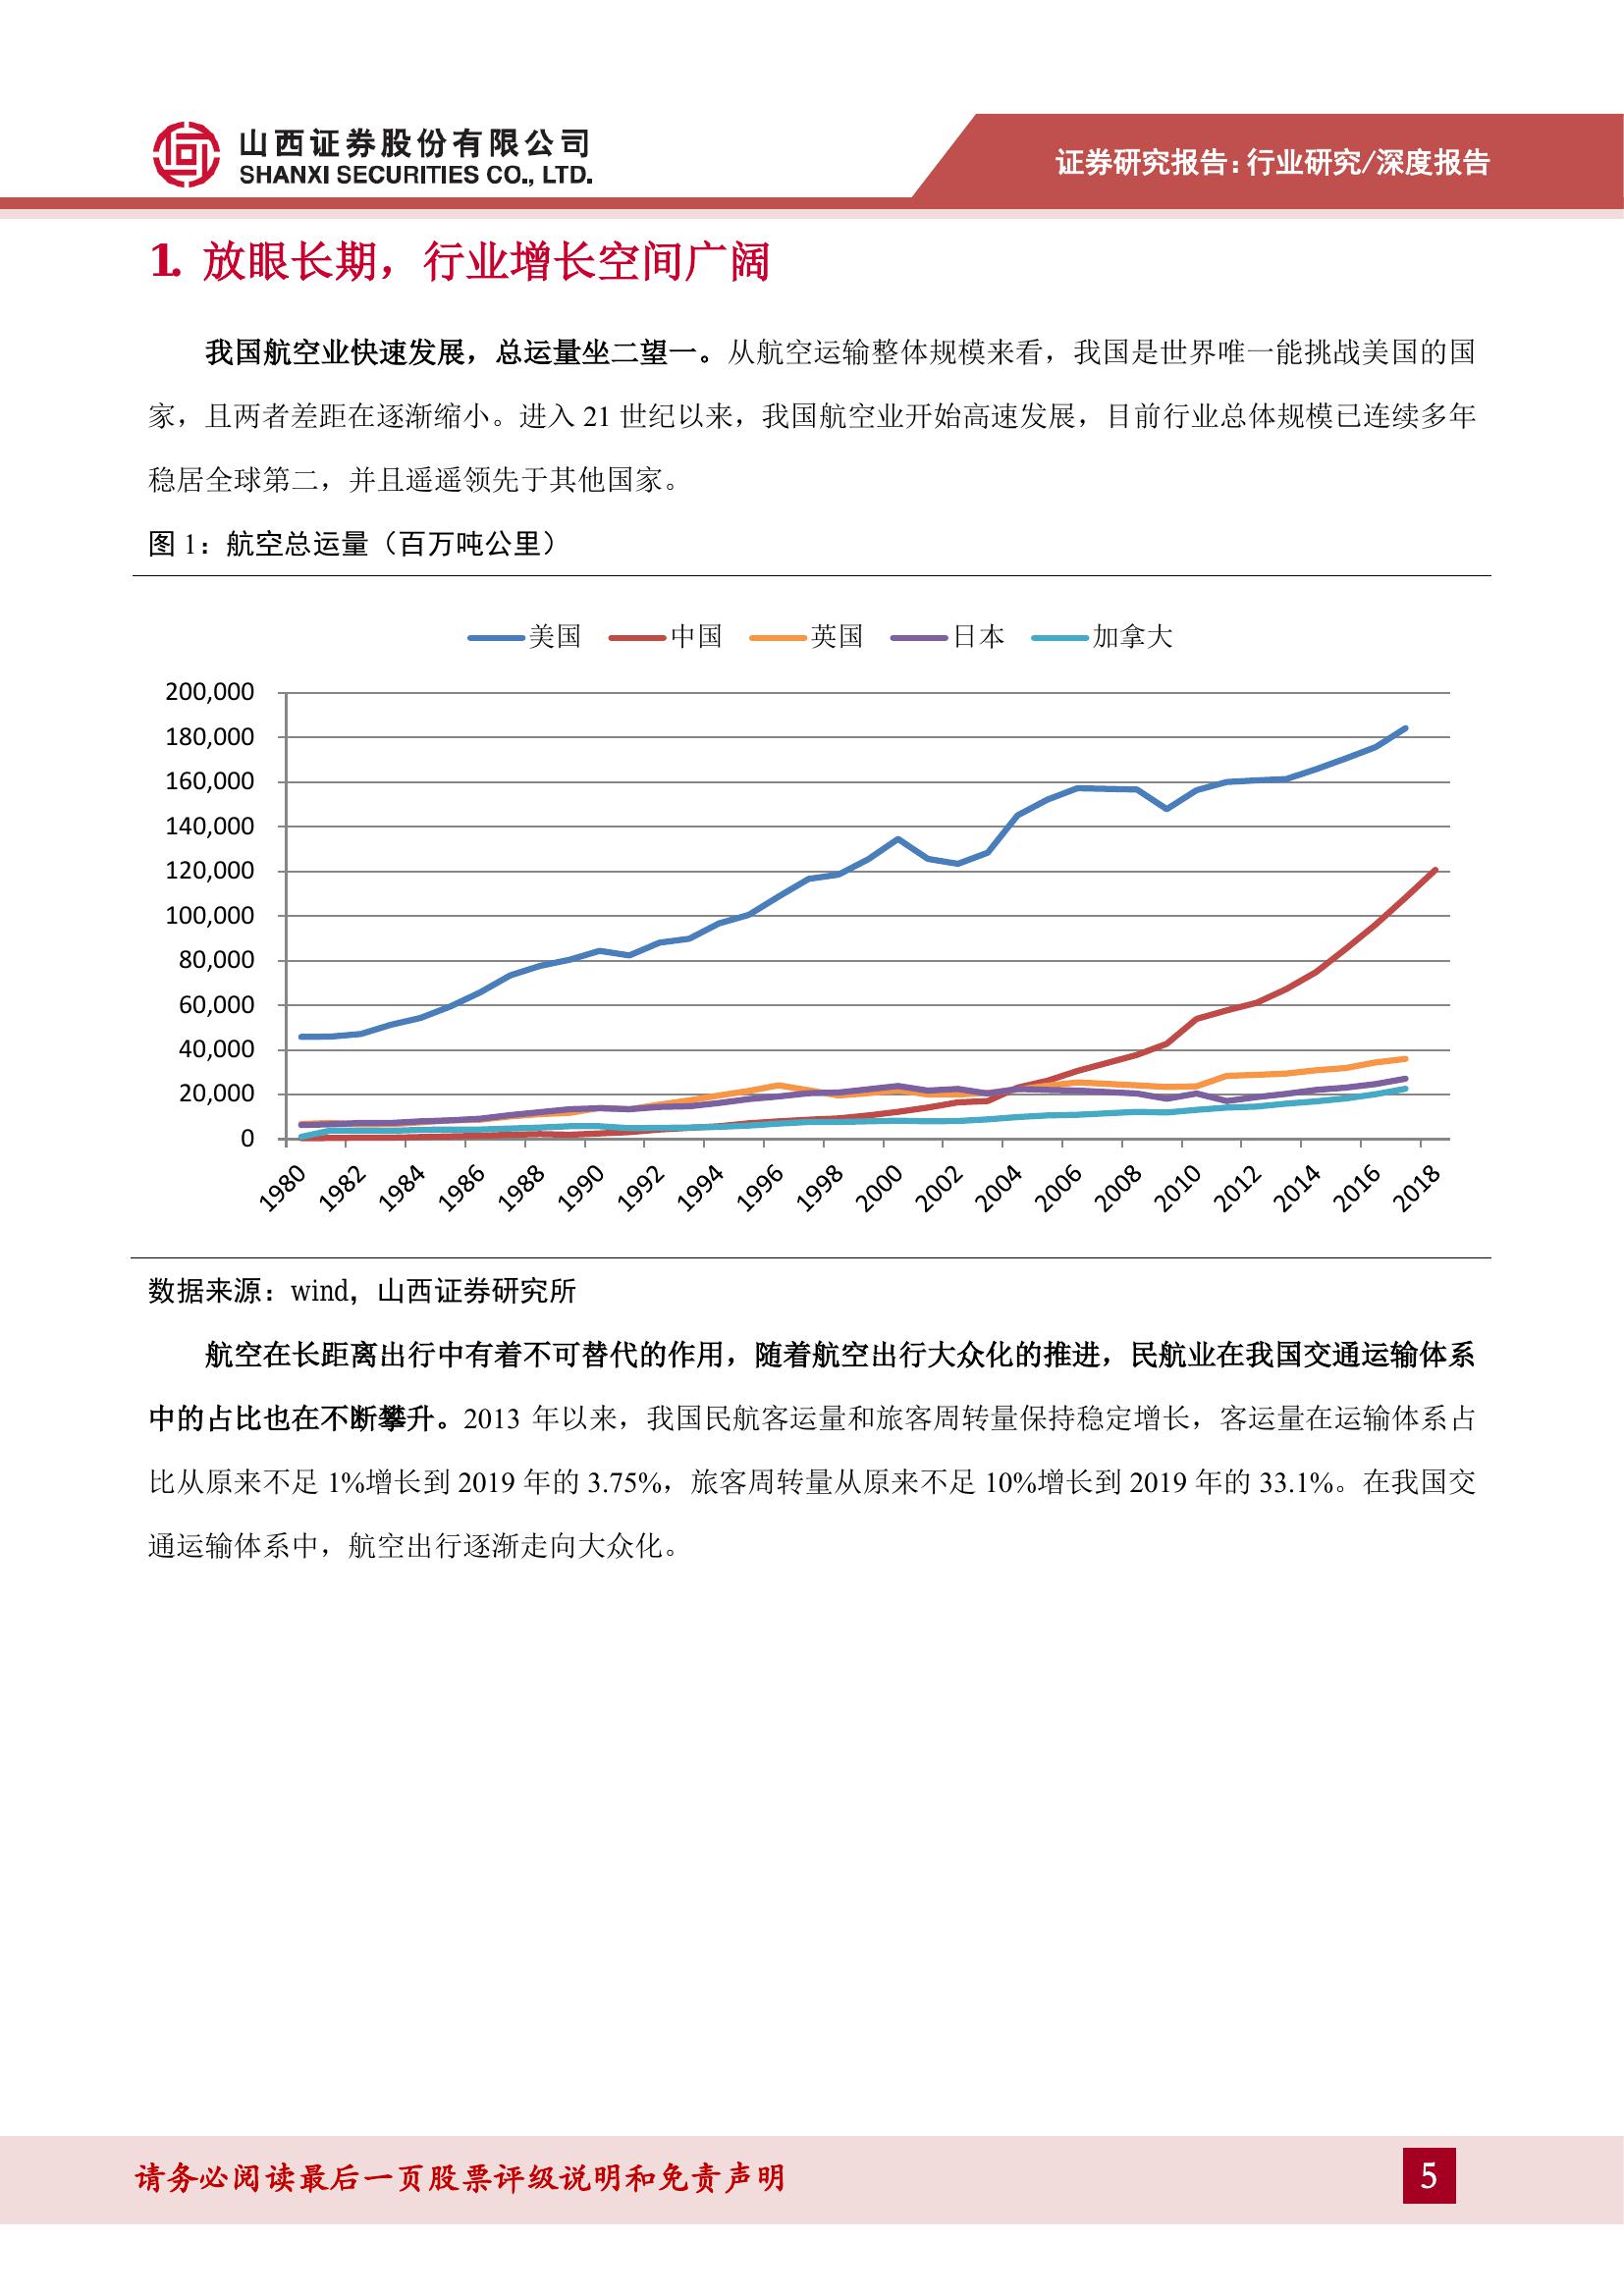 山西证券股份有限公司
SHANXI SECURITIES CO., LTD.
证券研究报告:行业研究/深度报告
1. 放眼长期，行业增长空间广阔
我国航空业快速发展，总运量坐二望一。从航空运输整体规模来看，我国是世界唯一能挑战美国的国
家，且两者差距在逐渐缩小。进入 21 世纪以来，我国航空业开始高速发展，目前行业总体规模已连续多年
稳居全球第二，并且遥遥领先于其他国家。
图 1：航空总运量（百万吨公里）
美国 中国 英国 日本 加拿大
200,000
180,000
160,000
140,000
120,000
100,000
80,000
60,000
40,000
20,000
0
1980 1982 1984 1986 1988 1990 1992 1994 1996 1998 2000 2002 2004 2006 2008 2010 2012 2014 2016 2018
数据来源：wind，山西证券研究所
航空在长距离出行中有着不可替代的作用，随着航空出行大众化的推进，民航业在我国交通运输体系
中的占比也在不断攀升。2013 年以来，我国民航客运量和旅客周转量保持稳定增长，客运量在运输体系占
比从原来不足 1%增长到 2019 年的 3.75%，旅客周转量从原来不足 10%增长到 2019 年的 33.1%。在我国交
通运输体系中，航空出行逐渐走向大众化。
请务必阅读最后一页股票评级说明和免责声明
5